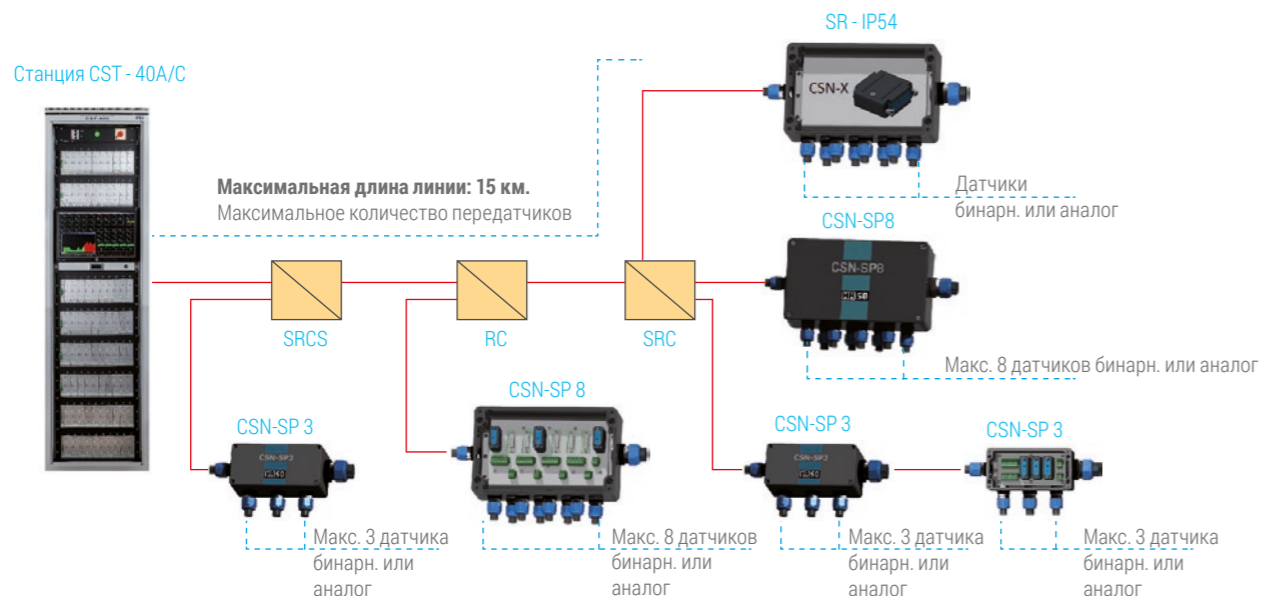 SR - IP54
Станция CST - 40A/C
CSN-X
Максимальная длина линии: 15 км.
Максимальное количество передатчиков
Датчики
бинарн. или аналог
CSN-SP8
CSN-SP8
SRCS
RC
SRC
Макс. 8 датчиков бинарн. или аналог
CSN-SP 3
CSN-SP 8
CSN-SP 3
CSN-SP 3
Макс. 3 датчика
бинарн. или
аналог
Макс. 8 датчиков
бинарн. или
аналог
Макс. 3 датчика
бинарн. или
аналог
Макс. 3 датчика
бинарн. или
аналог